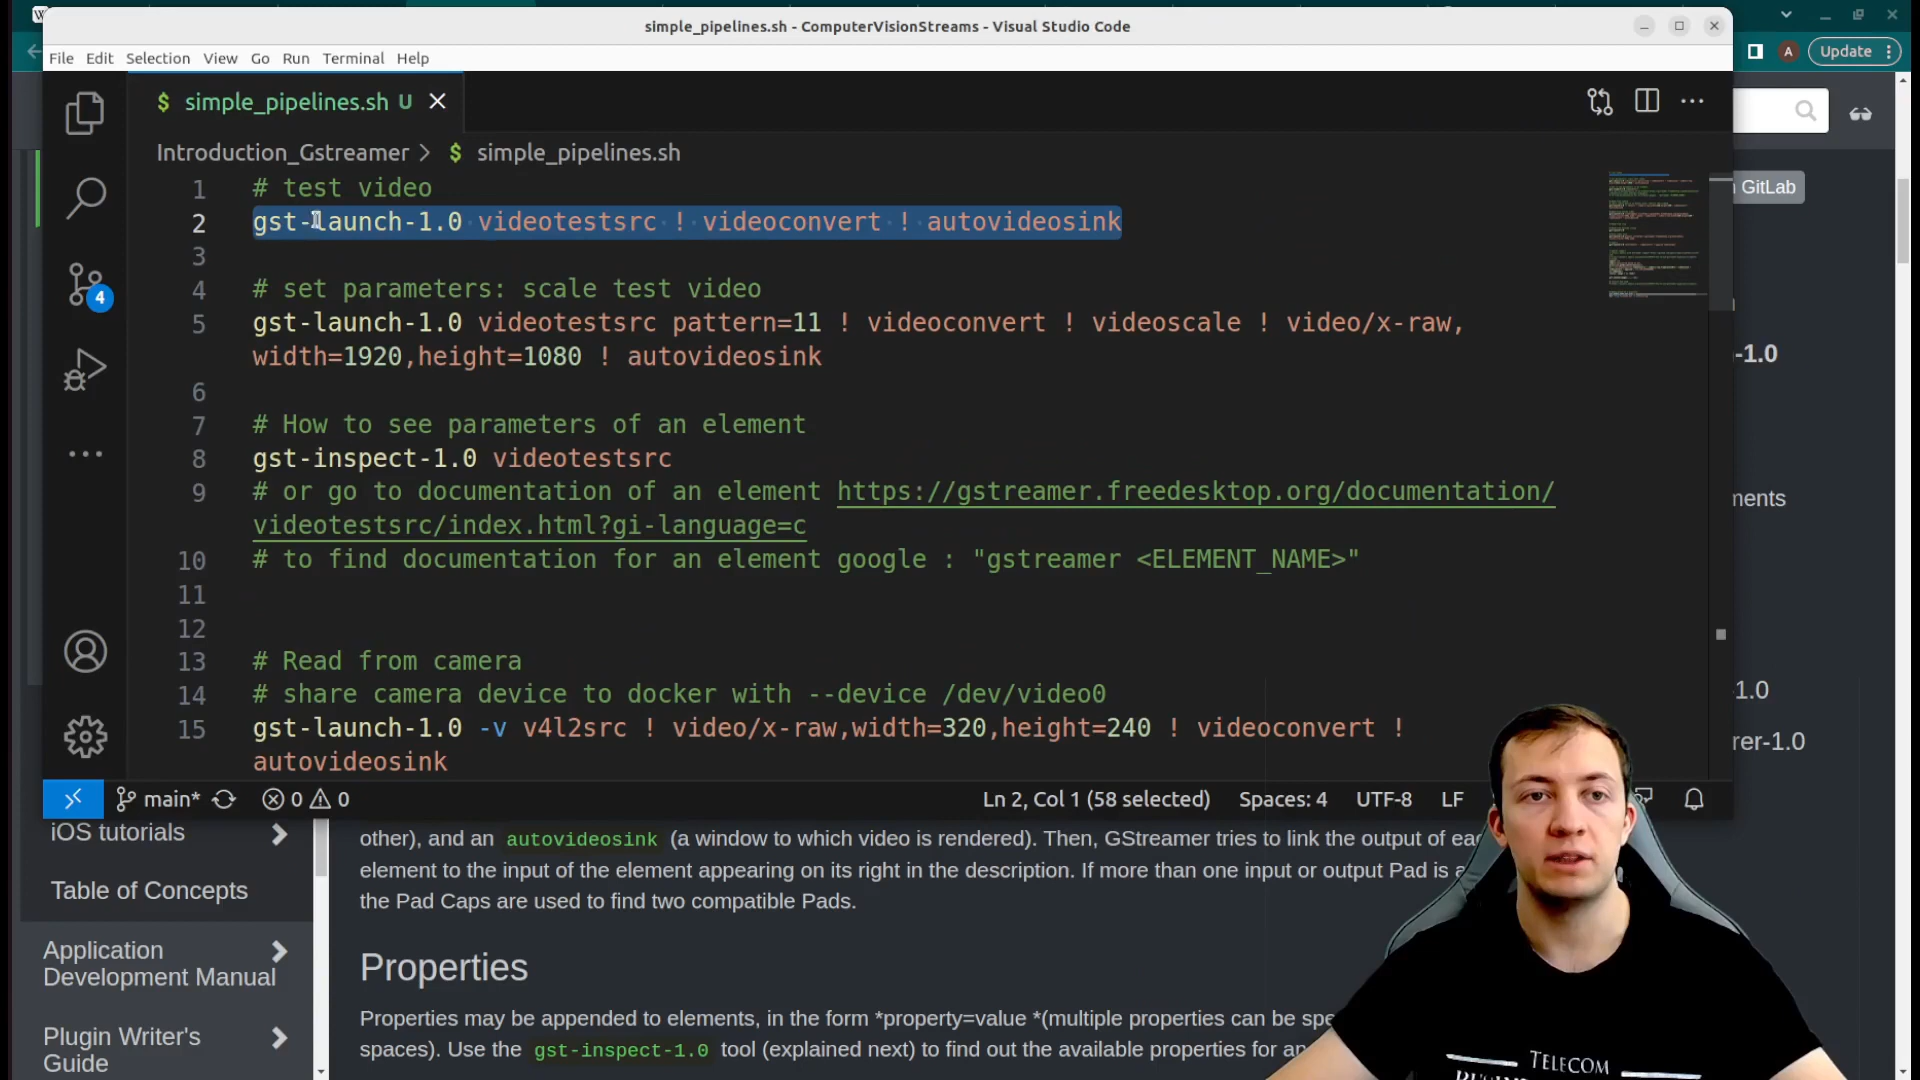 simple_pipelines.sh - ComputerVisionStreams - Visual Studio Code
File Edit Selection View Go Run Terminal Help
A Update
$ simple_pipelines.sh U
Introduction_Gstreamer > $ simple_pipelines.sh
GitLab
1 # test video
2 gst-launch-1.0 videotestsrc ! videoconvert ! autovideosink
3
4 # set parameters: scale test video
5 gst-launch-1.0 videotestsrc pattern=11 ! videoconvert ! videoscale ! video/x-raw,
width=1920,height=1080 ! autovideosink
-1.0
6
7 # How to see parameters of an element
8 gst-inspect-1.0 videotestsrc
9 # or go to documentation of an element https://gstreamer.freedesktop.org/documentation/
ments
videotestsrc/index.html?gi-language=c
10 # to find documentation for an element google : "gstreamer <ELEMENT_NAME>"
11
12
13 # Read from camera
14 # share camera device to docker with --device /dev/video0
-1.0
15 gst-launch-1.0 -v v4l2src ! video/x-raw,width=320,height=240 ! videoconvert !
rer-1.0
autovideosink
4
main* 0 0 Ln 2, Col 1 (58 selected) Spaces: 4 UTF-8 LF
iOS tutorials
Table of Concepts
Application
Development Manual
Plugin Writer's
Guide
other), and an autovideosink (a window to which video is rendered). Then, GStreamer tries to link the output of eac
element to the input of the element appearing on its right in the description. If more than one input or output Pad is a
the Pad Caps are used to find two compatible Pads.
Properties
Properties may be appended to elements, in the form *property=value *(multiple properties can be spe
spaces). Use the gst-inspect-1.0 tool (explained next) to find out the available properties for an
TELECOM